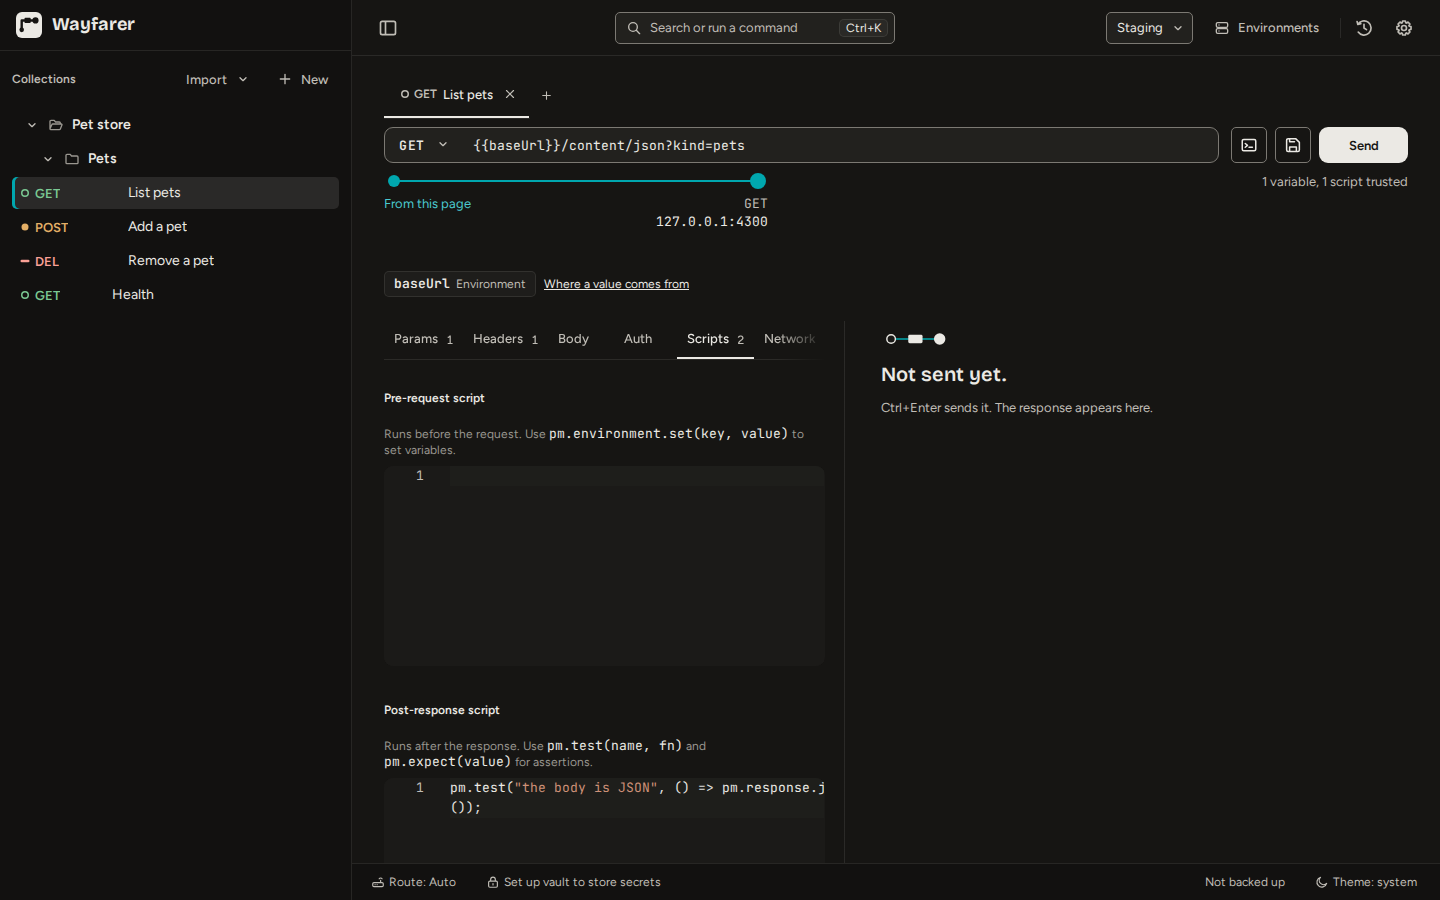 Wayfarer
Search or run a command
Ctrl+K
Staging
Environments
Collections
Import
New
Pet store
Pets
GET List pets
POST Add a pet
DEL Remove a pet
GET Health
GET List pets
GET {{baseUrl}}/content/json?kind=pets
Send
1 variable, 1 script trusted
From this page
GET
127.0.0.1:4300
baseUrl Environment
Where a value comes from
Params 1
Headers 1
Body
Auth
Scripts 2
Network
Pre-request script
Runs before the request. Use pm.environment.set(key, value) to
set variables.
1
Post-response script
Runs after the response. Use pm.test(name, fn) and
pm.expect(value) for assertions.
1 pm.test("the body is JSON", () => pm.response.j
());
Not sent yet.
Ctrl+Enter sends it. The response appears here.
Route: Auto
Set up vault to store secrets
Not backed up
Theme: system